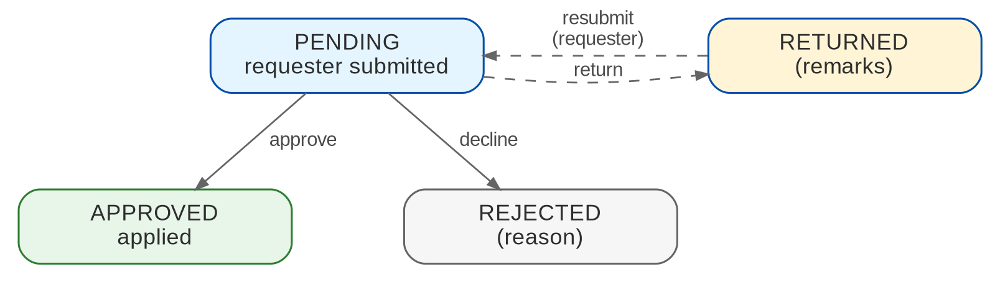 PENDING
requester submitted
resubmit
(requester)
return
RETURNED
(remarks)
approve
decline
APPROVED
applied
REJECTED
(reason)